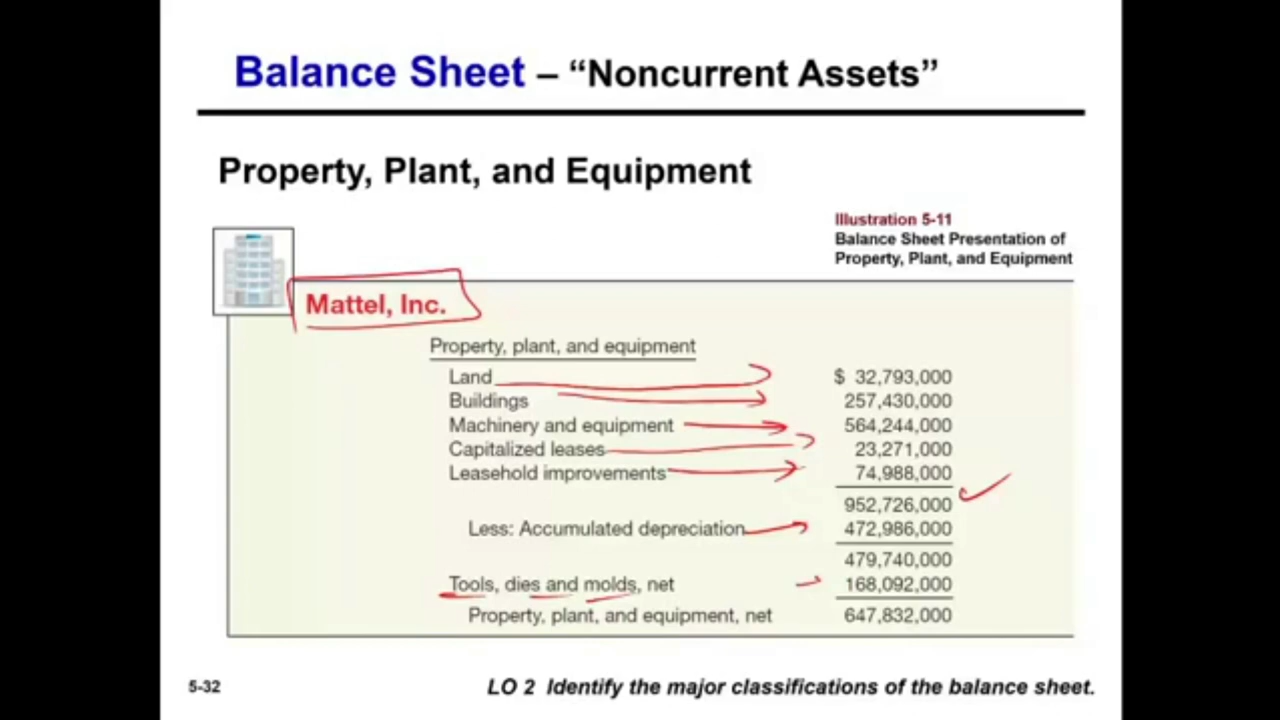 Balance Sheet – “Noncurrent Assets”
Property, Plant, and Equipment
Illustration 5-11
Balance Sheet Presentation of
Property, Plant, and Equipment
Mattel, Inc.
Property, plant, and equipment
Land $ 32,793,000
Buildings 257,430,000
Machinery and equipment 564,244,000
Capitalized leases 23,271,000
Leasehold improvements 74,988,000
952,726,000
Less: Accumulated depreciation 472,986,000
479,740,000
Tools, dies and molds, net 168,092,000
Property, plant, and equipment, net 647,832,000
5-32
LO 2 Identify the major classifications of the balance sheet.